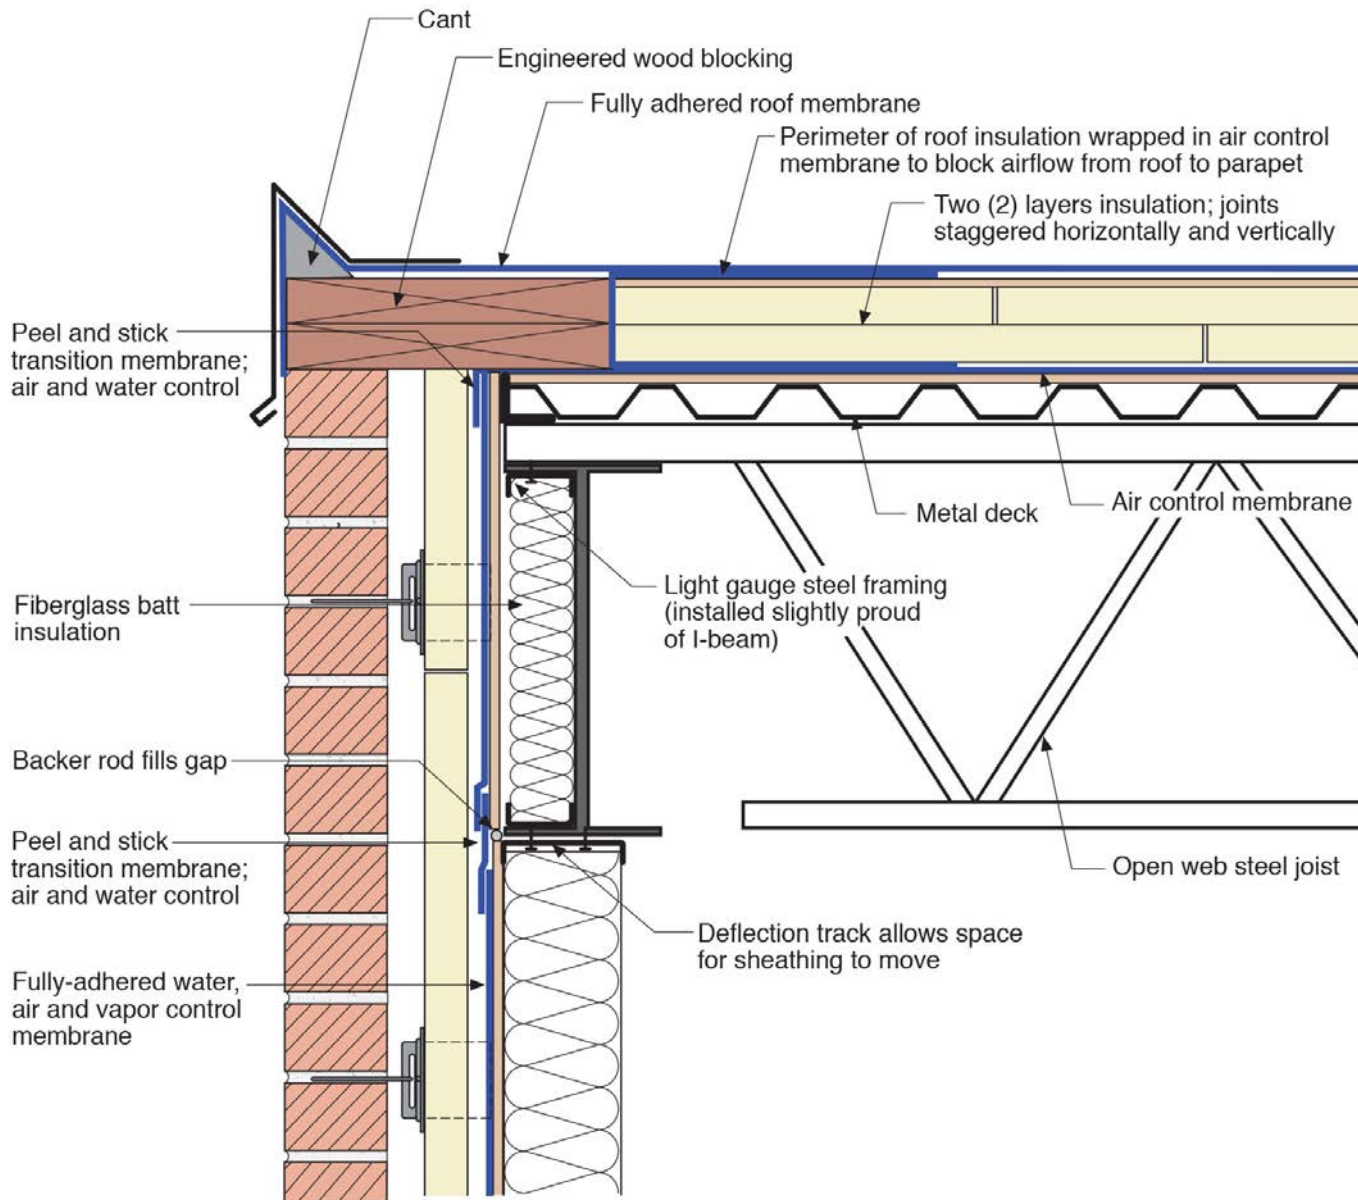 Cant
Engineered wood blocking
Fully adhered roof membrane
Perimeter of roof insulation wrapped in air control
membrane to block airflow from roof to parapet
Two (2) layers insulation; joints
staggered horizontally and vertically
Peel and stick
transition membrane;
air and water control
Metal deck
Air control membrane
Light gauge steel framing
(installed slightly proud
of I-beam)
Fiberglass batt
insulation
Backer rod fills gap
Peel and stick
transition membrane;
air and water control
Open web steel joist
Deflection track allows space
for sheathing to move
Fully-adhered water,
air and vapor control
membrane